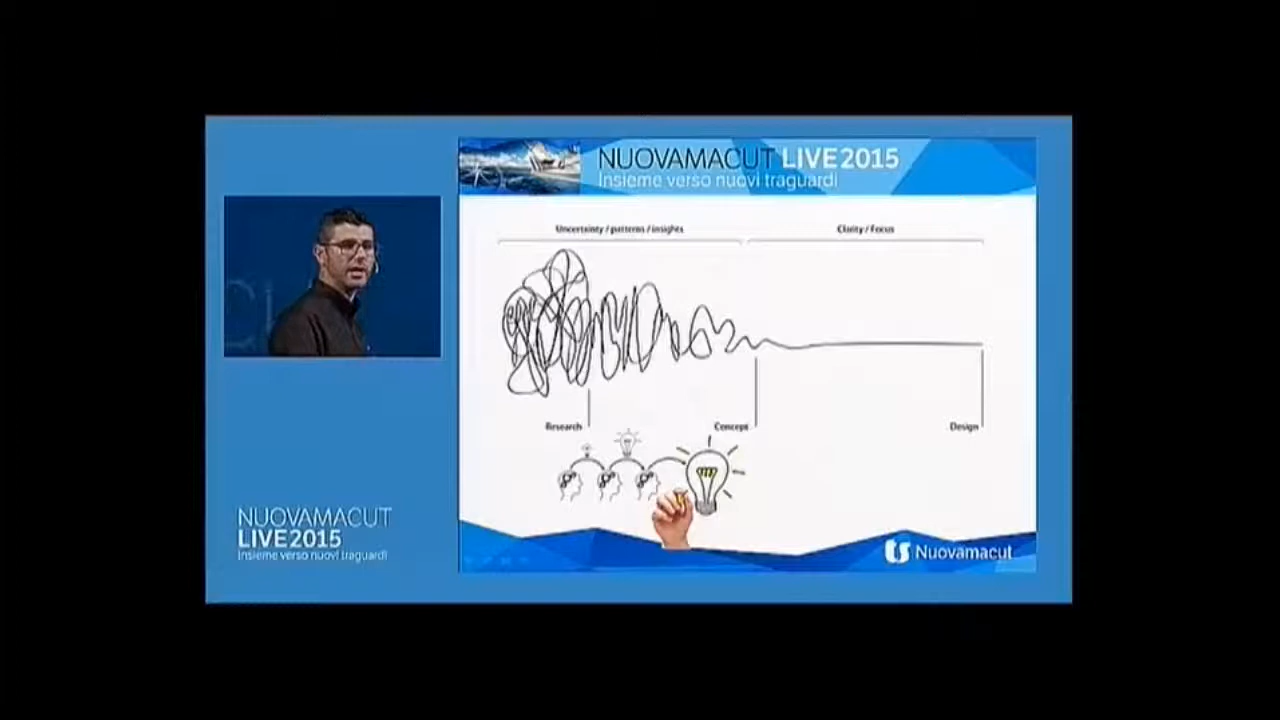 NUOVAMACUT LIVE2015
Insieme verso nuovi traguardi
Uncertainty / patterns / insights
Clarity / Focus
Research
Concept
Design
NUOVAMACUT
LIVE2015
Insieme verso nuovi traguardi
ts Nuovamacut